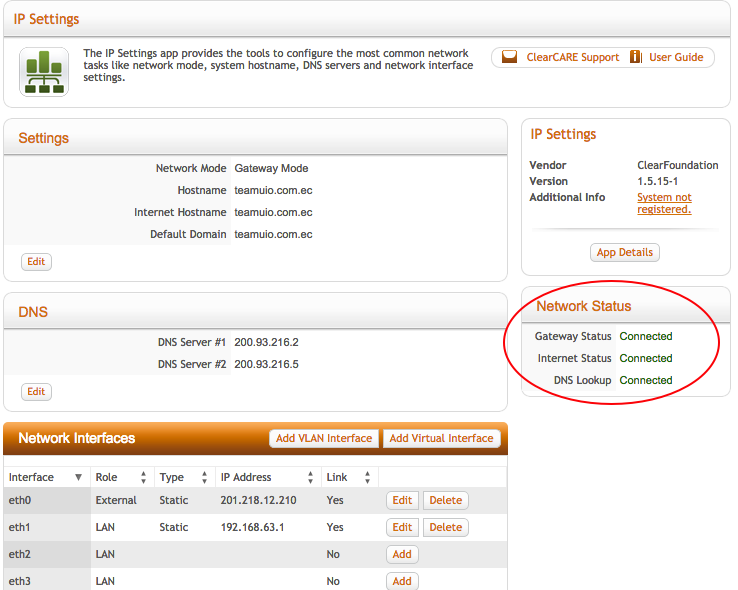 IP Settings
The IP Settings app provides the tools to configure the most common network
tasks like network mode, system hostname, DNS servers and network interface
settings.
ClearCARE Support User Guide
Settings
Network Mode Gateway Mode
Hostname teamuio.com.ec
Internet Hostname teamuio.com.ec
Default Domain teamuio.com.ec
Edit
DNS
DNS Server #1 200.93.216.2
DNS Server #2 200.93.216.5
Edit
IP Settings
Vendor ClearFoundation
Version 1.5.15-1
Additional Info System not
registered.
App Details
Network Status
Gateway Status Connected
Internet Status Connected
DNS Lookup Connected
Network Interfaces Add VLAN Interface Add Virtual Interface
Interface Role Type IP Address Link
eth0 External Static 201.218.12.210 Yes Edit Delete
eth1 LAN Static 192.168.63.1 Yes Edit Delete
eth2 LAN No Add
eth3 LAN No Add